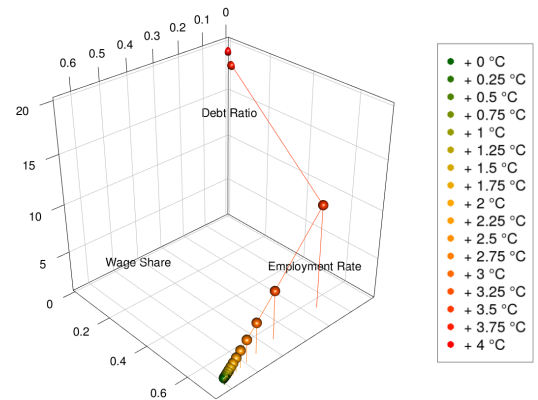 0
0.1
0.2
0.3
0.4
0.5
0.6
20
15
10
5
0
0.2
0.4
0.6
Debt Ratio
Wage Share
Employment Rate
+ 0 °C
+ 0.25 °C
+ 0.5 °C
+ 0.75 °C
+ 1 °C
+ 1.25 °C
+ 1.5 °C
+ 1.75 °C
+ 2 °C
+ 2.25 °C
+ 2.5 °C
+ 2.75 °C
+ 3 °C
+ 3.25 °C
+ 3.5 °C
+ 3.75 °C
+ 4 °C